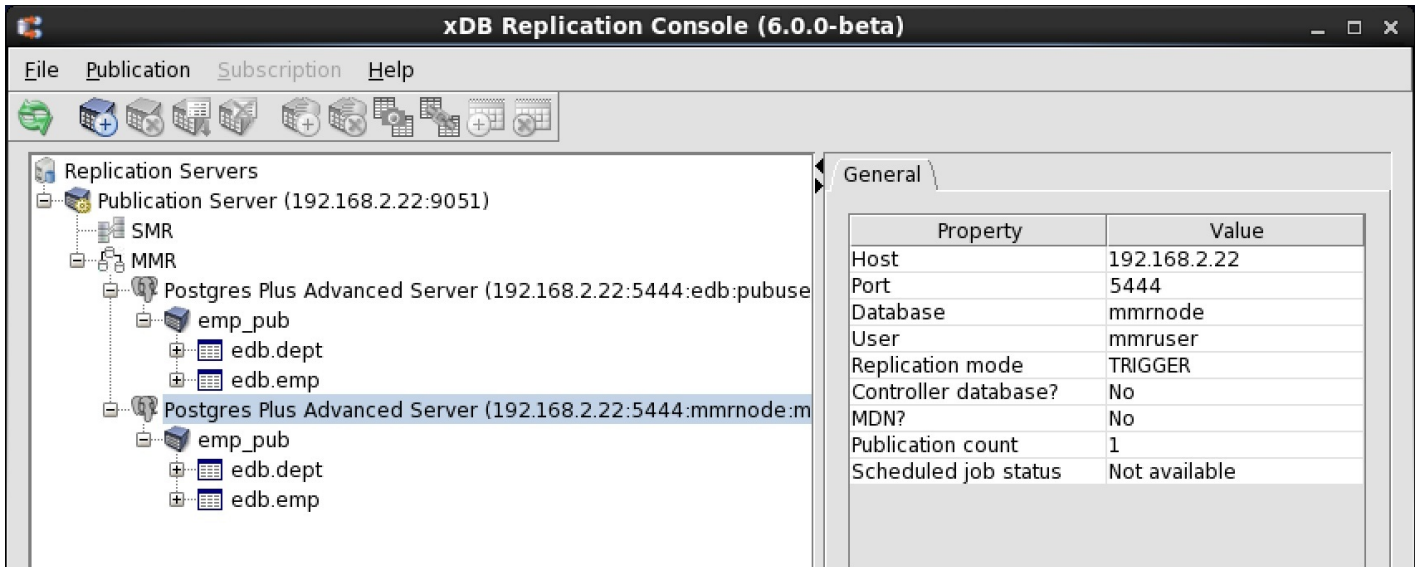 xDB Replication Console (6.0.0-beta)
File Publication Subscription Help
Replication Servers
Publication Server (192.168.2.22:9051)
SMR
MMR
Postgres Plus Advanced Server (192.168.2.22:5444:edb:pubuse
emp_pub
edb.dept
edb.emp
Postgres Plus Advanced Server (192.168.2.22:5444:mmrnode:m
emp_pub
edb.dept
edb.emp
General
Property Value
Host 192.168.2.22
Port 5444
Database mmrnode
User mmruser
Replication mode TRIGGER
Controller database? No
MDN? No
Publication count 1
Scheduled job status Not available